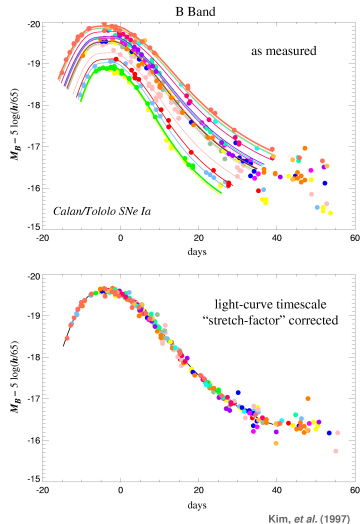 B Band
-20
-19
-18
-17
-16
-15
M_B – 5 log(h/65)
as measured
Calan/Tololo SNe Ia
-20 0 20 40 60
days
-20
-19
-18
-17
-16
-15
M_B – 5 log(h/65)
light-curve timescale
“stretch-factor” corrected
-20 0 20 40 60
days
Kim, et al. (1997)